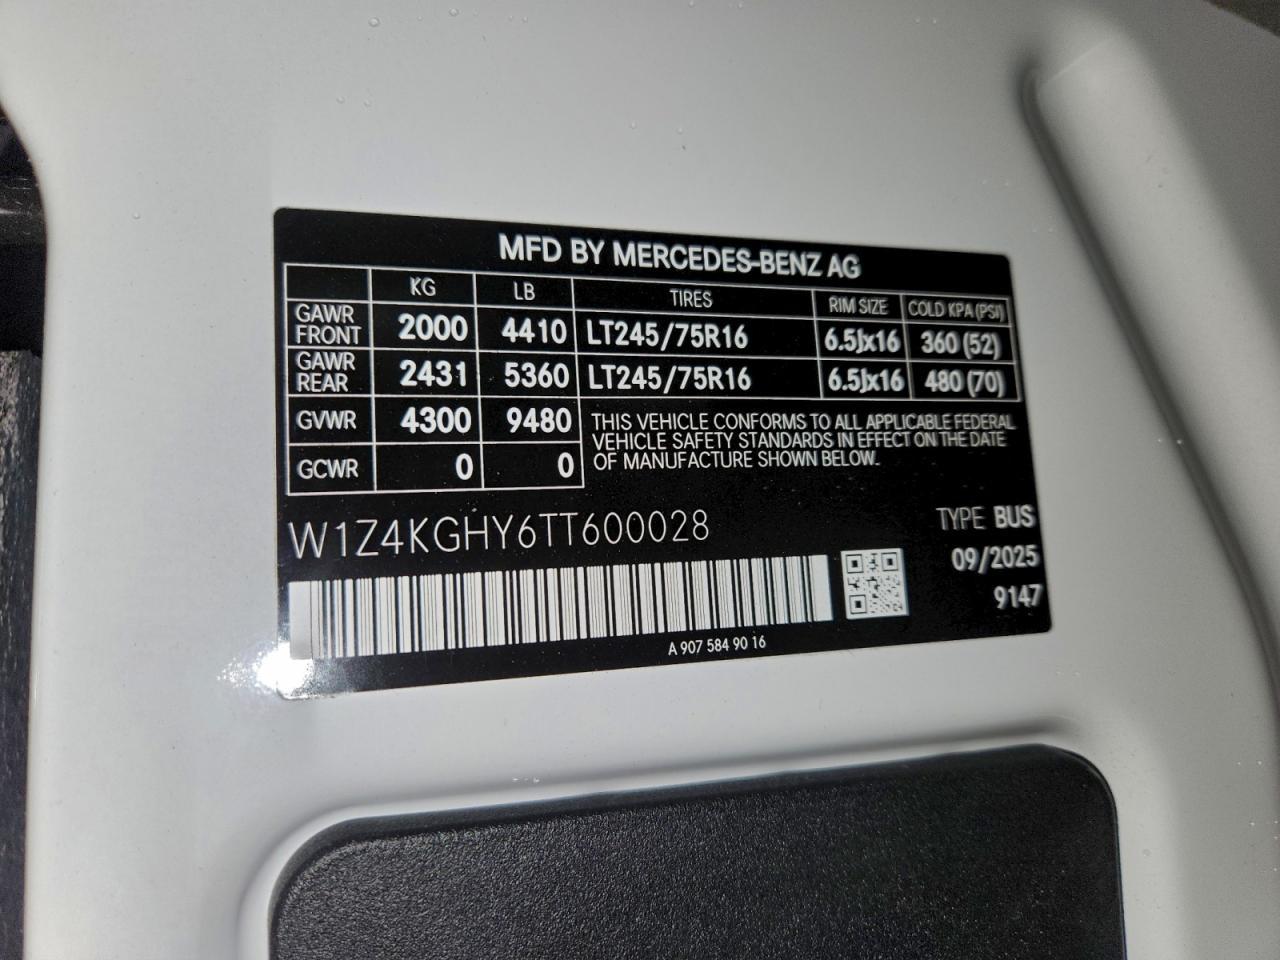 MFD BY MERCEDES-BENZ AG
KG LB TIRES RIM SIZE COLD KPA (PSI)
GAWR FRONT 2000 4410 LT245/75R16 6.5Jx16 360 (52)
GAWR REAR 2431 5360 LT245/75R16 6.5Jx16 480 (70)
GVWR 4300 9480
GCWR 0 0
THIS VEHICLE CONFORMS TO ALL APPLICABLE FEDERAL
VEHICLE SAFETY STANDARDS IN EFFECT ON THE DATE
OF MANUFACTURE SHOWN BELOW.
W1Z4KGHY6TT600028
TYPE BUS
09/2025
9147
A 907 584 90 16